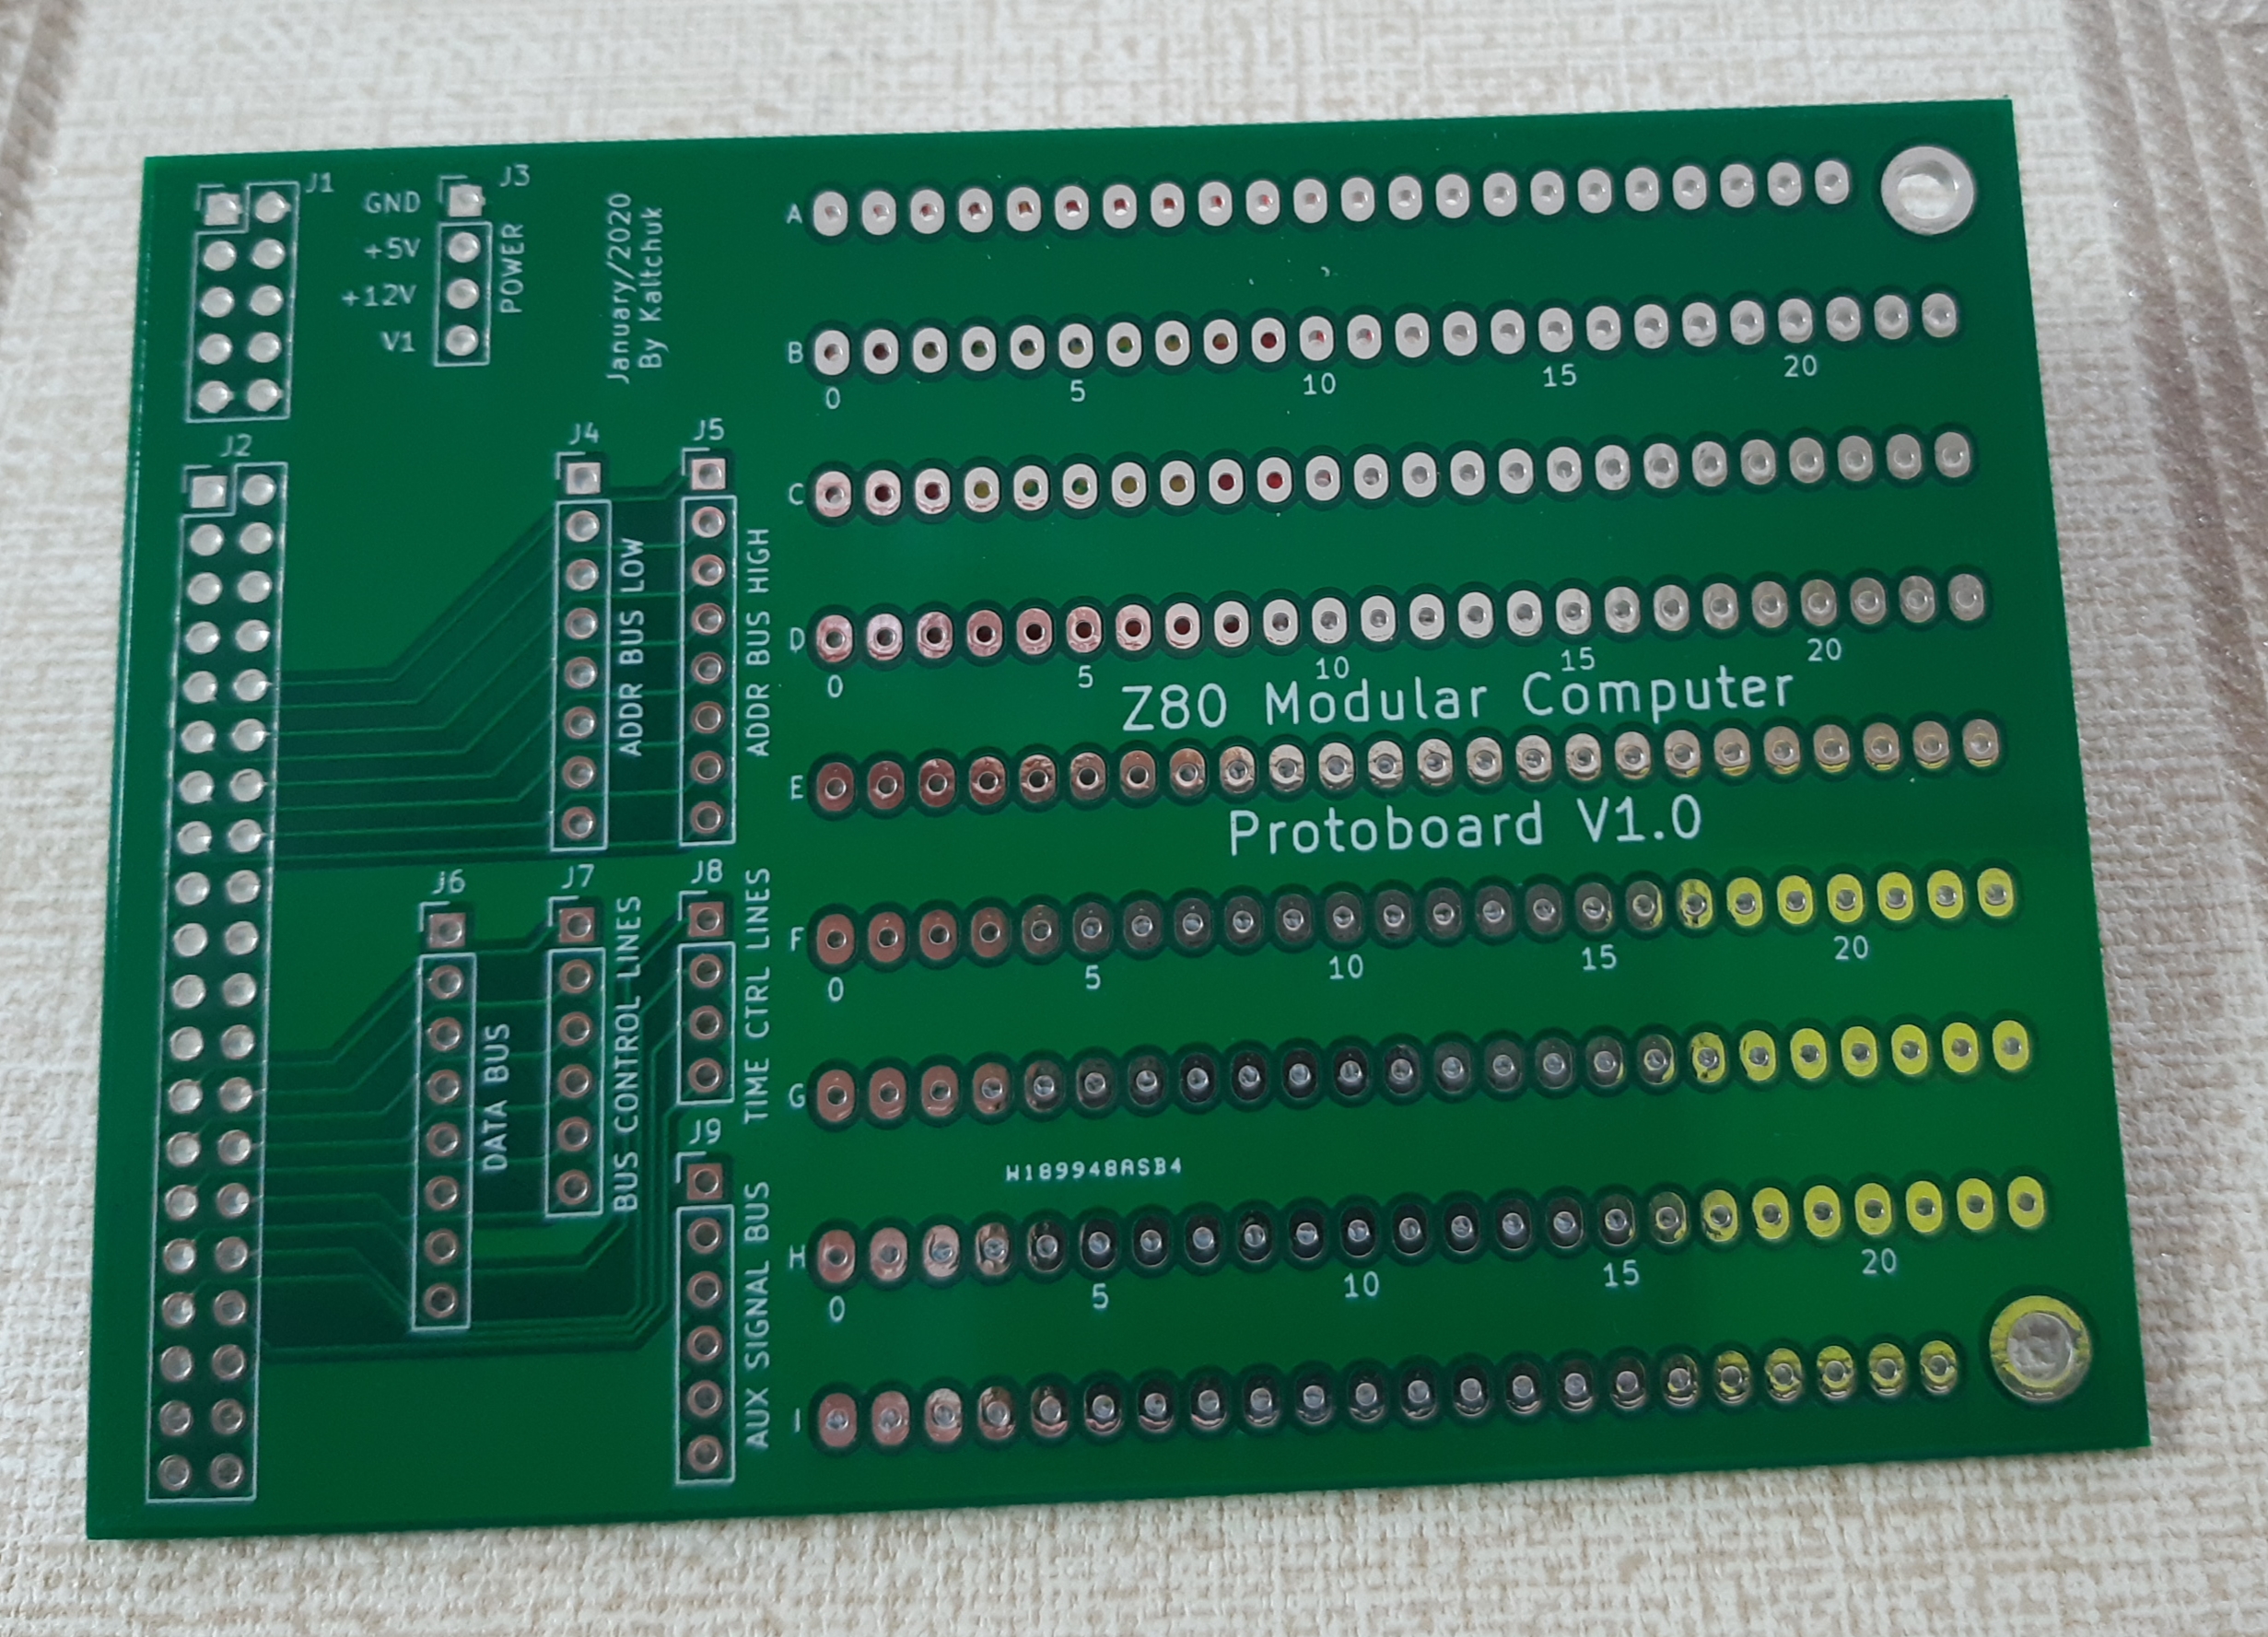 J1
GND
J3
+5V
+12V
V1
POWER
January/2020
By Kaltchuk
J2
J4
J5
ADDR BUS LOW
ADDR BUS HIGH
J6
J7
J8
DATA BUS
BUS CONTROL LINES
TIME CTRL LINES
J9
AUX SIGNAL BUS
A
B
0 5 10 15 20
C
D
0 5 10 15 20
Z80 Modular Computer
E
Protoboard V1.0
F
0 5 10 15 20
G
W189948ASB4
H
0 5 10 15 20
I